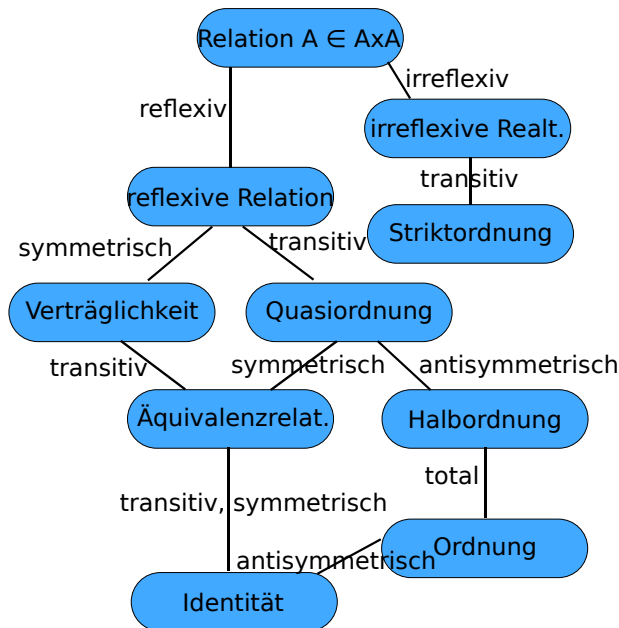 Relation A ∈ AxA
irreflexiv
reflexiv
irreflexive Realt.
transitiv
reflexive Relation
Striktordnung
symmetrisch
transitiv
Verträglichkeit
Quasiordnung
transitiv
symmetrisch
antisymmetrisch
Äquivalenzrelat.
Halbordnung
total
transitiv, symmetrisch
Ordnung
antisymmetrisch
Identität